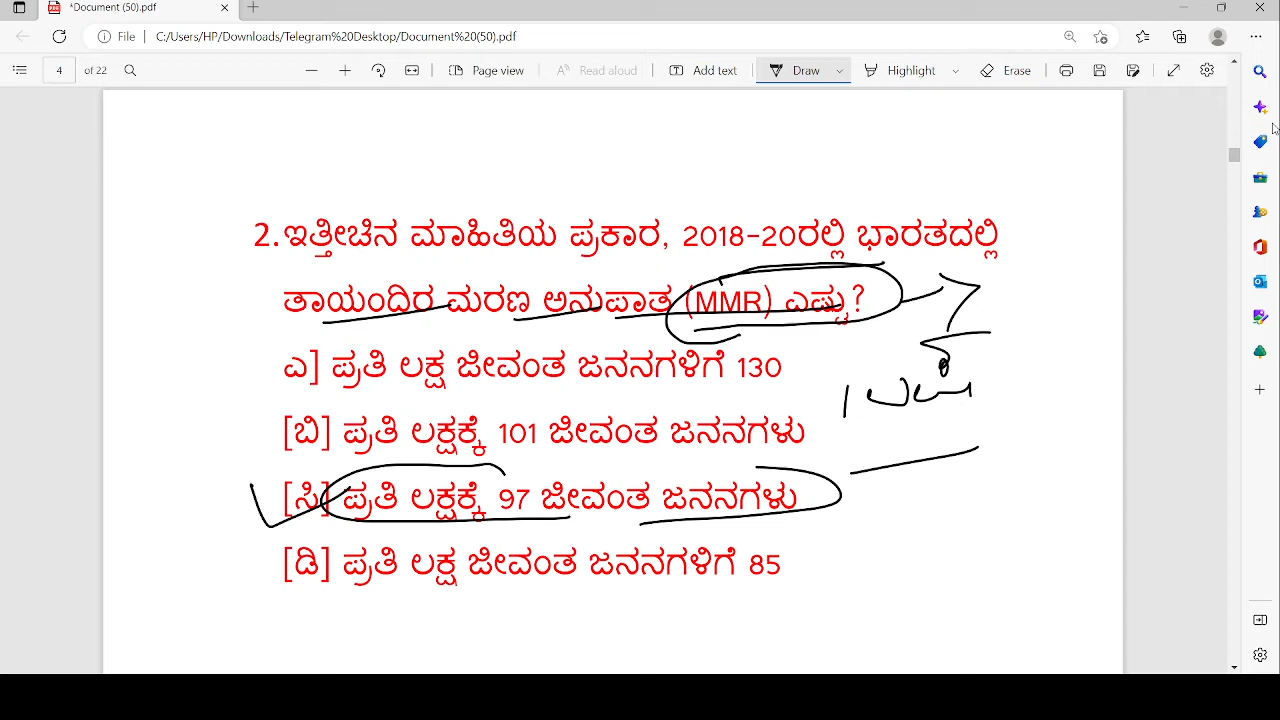 *Document (50).pdf
File
C:/Users/HP/Downloads/Telegram%20Desktop/Document%20(50).pdf
4 of 22
Page view
Read aloud
Add text
Draw
Highlight
Erase
2. ಇತ್ತೀಚಿನ ಮಾಹಿತಿಯ ಪ್ರಕಾರ, 2018-20ರಲ್ಲಿ ಭಾರತದಲ್ಲಿ
ತಾಯಂದಿರ ಮರಣ ಅನುಪಾತ (MMR) ಎಷ್ಟು?
ಎ] ಪ್ರತಿ ಲಕ್ಷ ಜೀವಂತ ಜನನಗಳಿಗೆ 130
[ಬಿ] ಪ್ರತಿ ಲಕ್ಷಕ್ಕೆ 101 ಜೀವಂತ ಜನನಗಳು
[ಸಿ] ಪ್ರತಿ ಲಕ್ಷಕ್ಕೆ 97 ಜೀವಂತ ಜನನಗಳು
[ಡಿ] ಪ್ರತಿ ಲಕ್ಷ ಜೀವಂತ ಜನನಗಳಿಗೆ 85